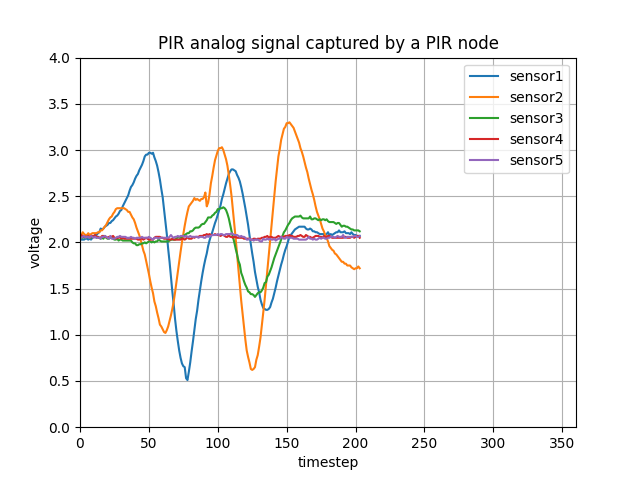 PIR analog signal captured by a PIR node
4.0
3.5
3.0
2.5
2.0
1.5
1.0
0.5
0.0
voltage
sensor1
sensor2
sensor3
sensor4
sensor5
0 50 100 150 200 250 300 350
timestep